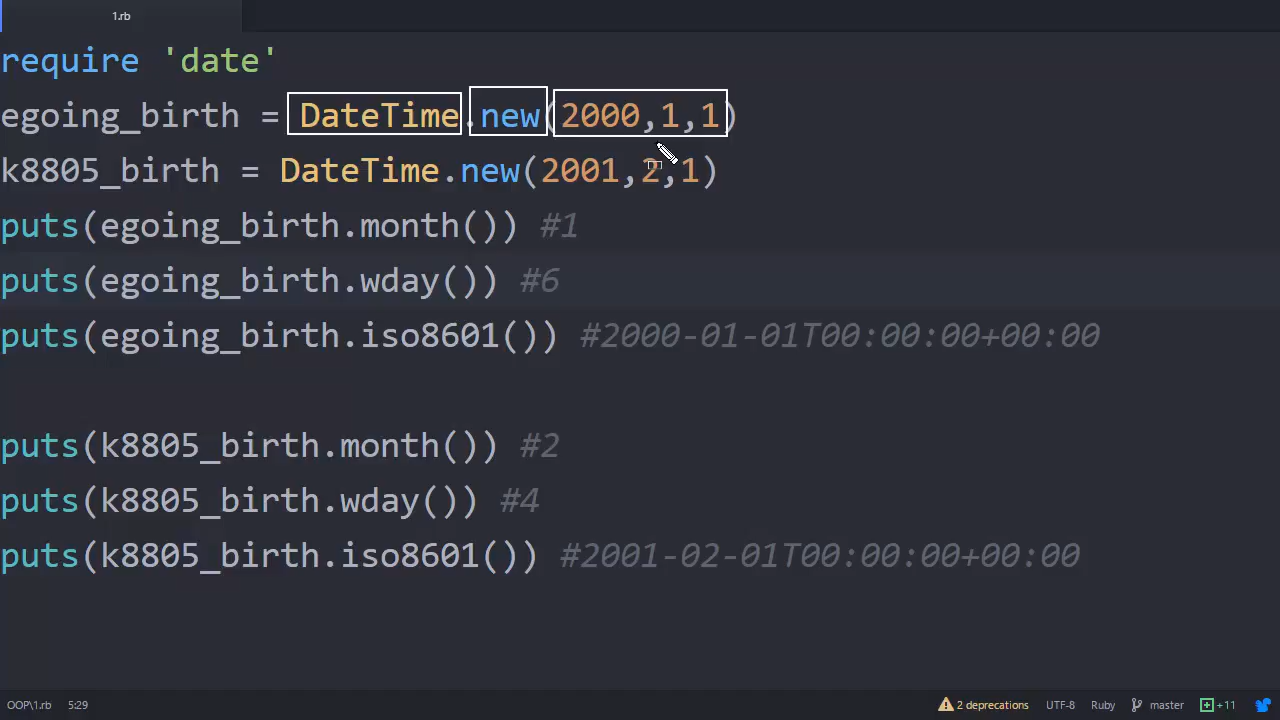 1.rb
require 'date'
egoing_birth = DateTime.new(2000,1,1)
k8805_birth = DateTime.new(2001,2,1)
puts(egoing_birth.month()) #1
puts(egoing_birth.wday()) #6
puts(egoing_birth.iso8601()) #2000-01-01T00:00:00+00:00
puts(k8805_birth.month()) #2
puts(k8805_birth.wday()) #4
puts(k8805_birth.iso8601()) #2001-02-01T00:00:00+00:00
OOP\1.rb 5:29 2 deprecations UTF-8 Ruby master +11